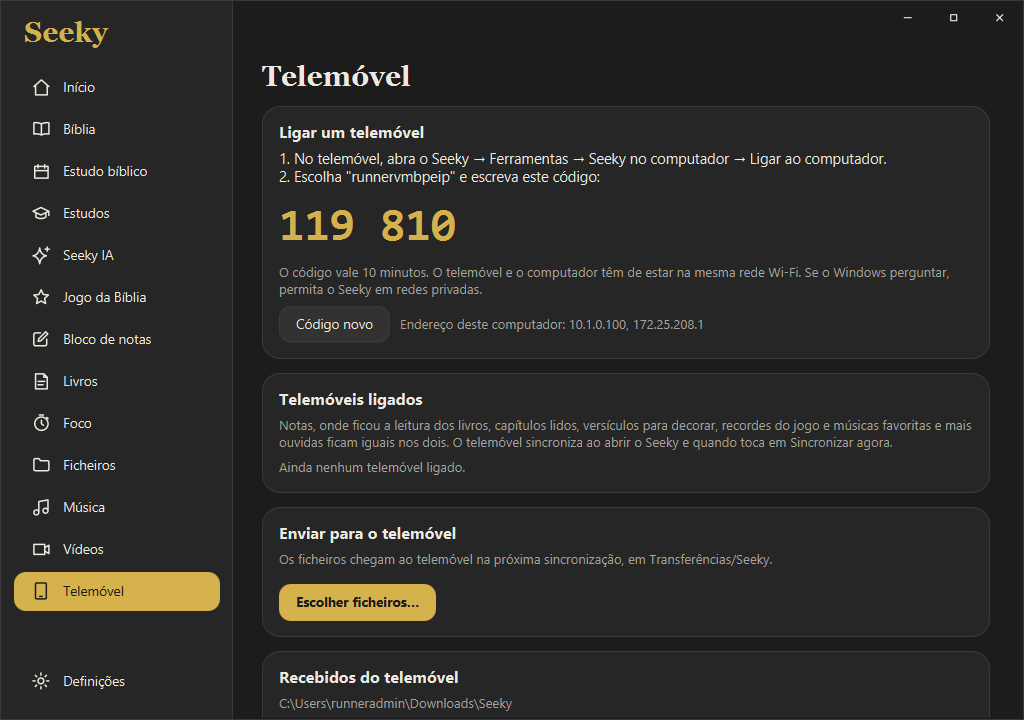 Seeky
Início
Bíblia
Estudo bíblico
Estudos
Seeky IA
Jogo da Bíblia
Bloco de notas
Livros
Foco
Ficheiros
Música
Vídeos
Telemóvel
Definições
Telemóvel
Ligar um telemóvel
1. No telemóvel, abra o Seeky → Ferramentas → Seeky no computador → Ligar ao computador.
2. Escolha "runnervmbpeip" e escreva este código:
119 810
O código vale 10 minutos. O telemóvel e o computador têm de estar na mesma rede Wi-Fi. Se o Windows perguntar,
permita o Seeky em redes privadas.
Código novo
Endereço deste computador: 10.1.0.100, 172.25.208.1
Telemóveis ligados
Notas, onde ficou a leitura dos livros, capítulos lidos, versículos para decorar, recordes do jogo e músicas favoritas e mais
ouvidas ficam iguais nos dois. O telemóvel sincroniza ao abrir o Seeky e quando toca em Sincronizar agora.
Ainda nenhum telemóvel ligado.
Enviar para o telemóvel
Os ficheiros chegam ao telemóvel na próxima sincronização, em Transferências/Seeky.
Escolher ficheiros...
Recebidos do telemóvel
C:\Users\runneradmin\Downloads\Seeky